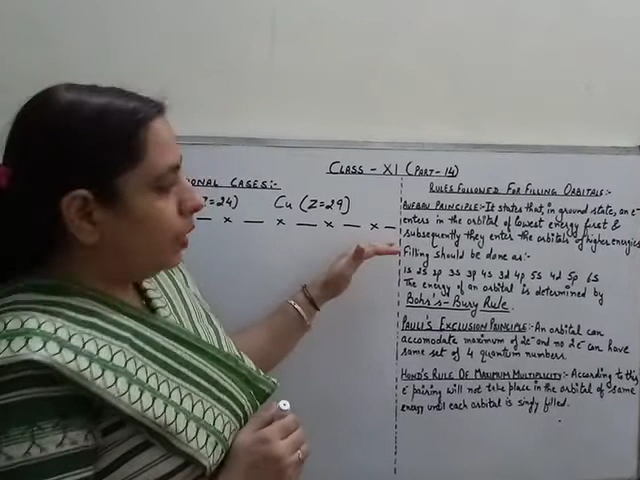 CLASS - XI (PART-14)
ONAL CASES:-
Z=24) Cu (Z=29)
RULES FOLLOWED FOR FILLING ORBITALS:-
AUFBAU PRINCIPLE:- It states that, in ground state, an e-
enters in the orbital of lowest energy first &
subsequently they enter the orbitals of higher energies
Filling should be done as:-
1s 2s 2p 3s 3p 4s 3d 4p 5s 4d 5p 6s
The energy of an orbital is determined by
Bohr's-Bury Rule.
PAULI'S EXCLUSION PRINCIPLE:- An orbital can
accomodate maximum of 2e- and no 2e- can have
same set of 4 quantum numbers.
HUND'S RULE OF MAXIMUM MULTIPLICITY:- According to this
e- pairing will not take place in the orbital of same
energy until each orbital is singly filled.